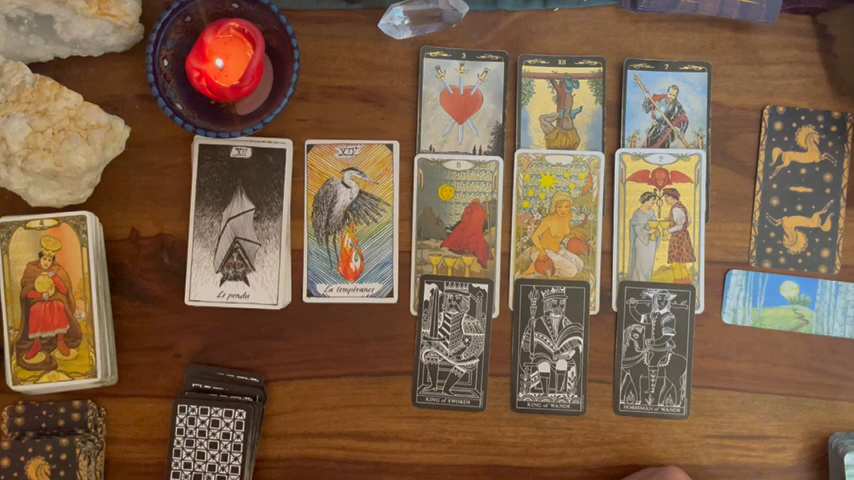 3
XII
7
XII
XIV
Le pendu
La tempérance
KING of SWORDS
KING of WANDS
HORSEMAN of WANDS